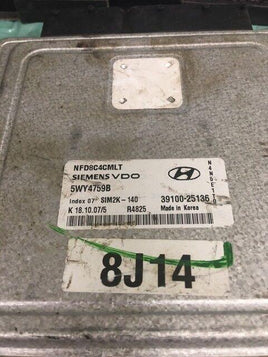 NFD8C4CMLT
SIEMENS VDO
5WY4759B
Index 07 SIM2K-140
39100-25136
K 18.10.07/5 R4825 Made in Korea
8J14